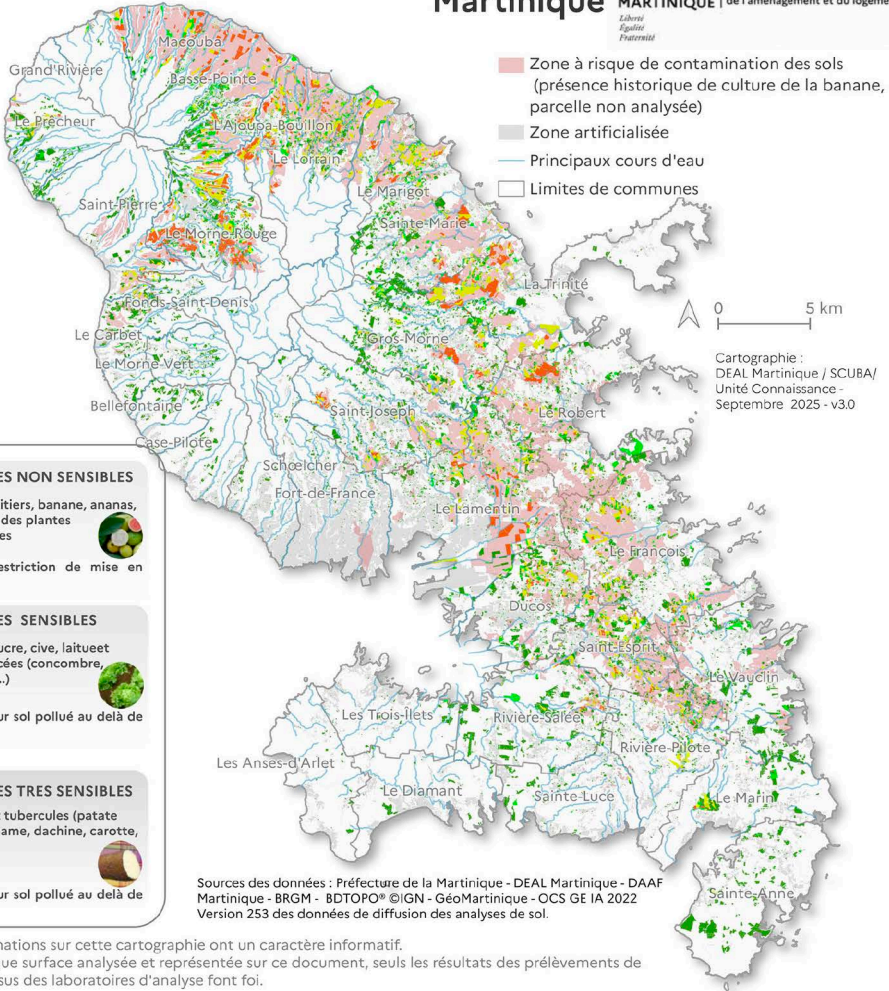 Martinique
MARTINIQUE | de l'aménagement et du logeme
Liberté
Égalité
Fraternité
Zone à risque de contamination des sols
(présence historique de culture de la banane,
parcelle non analysée)
Zone artificialisée
Principaux cours d'eau
Limites de communes
0 5 km
Cartographie :
DEAL Martinique / SCUBA/
Unité Connaissance -
Septembre 2025 - v3.0
Macouba
Grand'Rivière
Basse-Pointe
Le Prêcheur
L'Ajoupa-Bouillon
Le Lorrain
Le Marigot
Saint-Pierre
Sainte-Marie
Le Morne-Rouge
La Trinité
Fonds-Saint-Denis
Le Carbet
Gros-Morne
Le Morne-Vert
Bellefontaine
Saint-Joseph
Le Robert
Case-Pilote
Schœlcher
Fort-de-France
Le Lamentin
Le François
Ducos
Saint-Esprit
Le Vauclin
Les Trois-Îlets
Rivière-Salée
Rivière-Pilote
Les Anses-d'Arlet
Le Diamant
Sainte-Luce
Le Marin
Sainte-Anne
ES NON SENSIBLES
itiers, banane, ananas,
des plantes
es
estriction de mise en
ES SENSIBLES
ucre, cive, laitueet
cées (concombre,
..)
ur sol pollué au delà de
ES TRES SENSIBLES
t tubercules (patate
ame, dachine, carotte,
ur sol pollué au delà de
Sources des données : Préfecture de la Martinique - DEAL Martinique - DAAF
Martinique - BRGM - BDTOPO® ©IGN - GéoMartinique - OCS GE IA 2022
Version 253 des données de diffusion des analyses de sol.
nations sur cette cartographie ont un caractère informatif.
ue surface analysée et représentée sur ce document, seuls les résultats des prélèvements de
ssus des laboratoires d'analyse font foi.